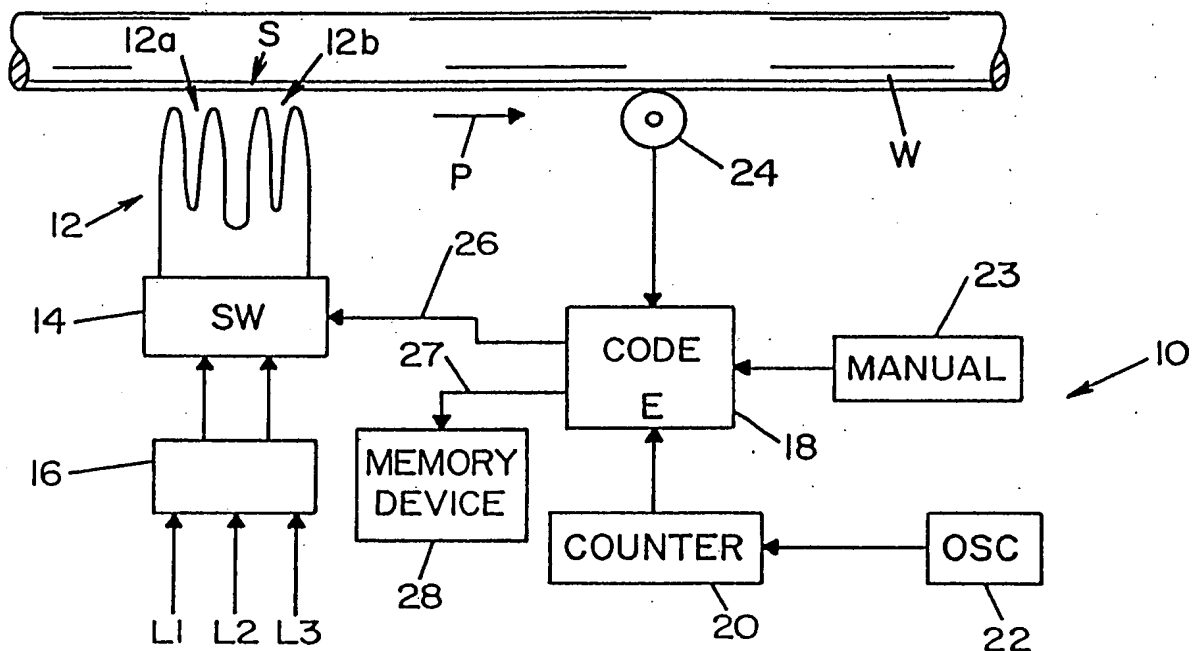 12a
S
12b
P
24
W
12
26
23
14
SW
CODE
E
MANUAL
10
27
18
16
MEMORY
DEVICE
COUNTER
OSC
28
20
22
L1
L2
L3